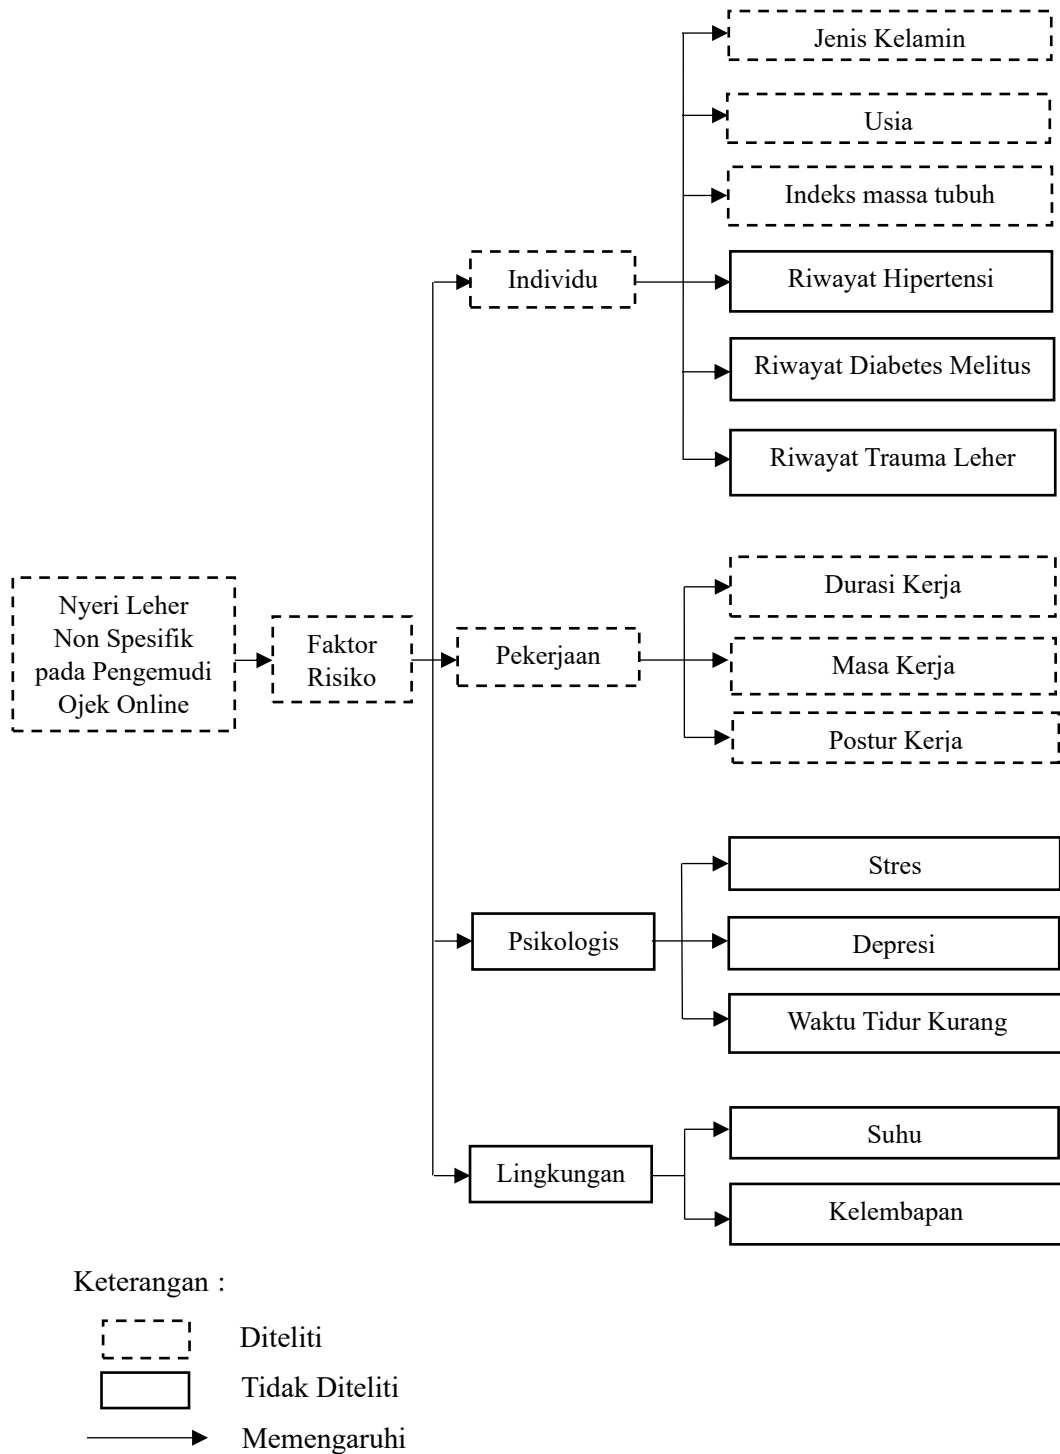 Jenis Kelamin
Usia
Indeks massa tubuh
Individu
Riwayat Hipertensi
Riwayat Diabetes Melitus
Riwayat Trauma Leher
Nyeri Leher
Non Spesifik
pada Pengemudi
Ojek Online
Faktor
Risiko
Pekerjaan
Durasi Kerja
Masa Kerja
Postur Kerja
Psikologis
Stres
Depresi
Waktu Tidur Kurang
Lingkungan
Suhu
Kelembapan
Keterangan :
Diteliti
Tidak Diteliti
Memengaruhi